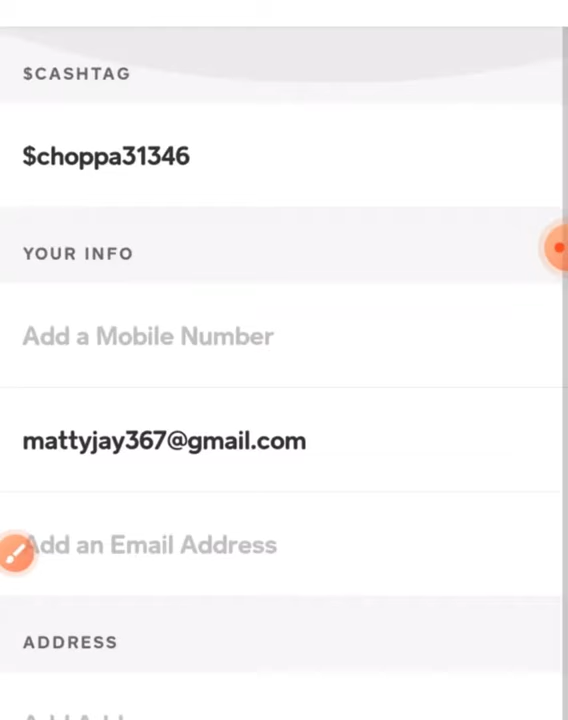 $CASHTAG
$choppa31346
YOUR INFO
Add a Mobile Number
mattyjay367@gmail.com
Add an Email Address
ADDRESS